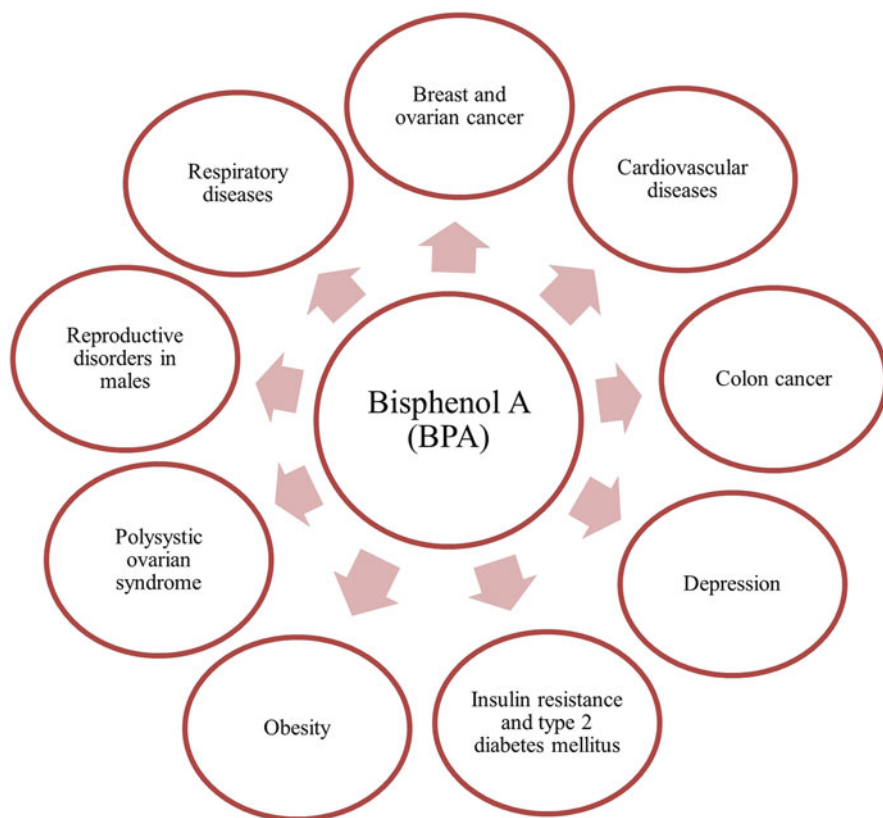 Breast and
ovarian cancer
Cardiovascular
diseases
Colon cancer
Depression
Insulin resistance
and type 2
diabetes mellitus
Obesity
Polysystic
ovarian
syndrome
Reproductive
disorders in
males
Respiratory
diseases
Bisphenol A
(BPA)